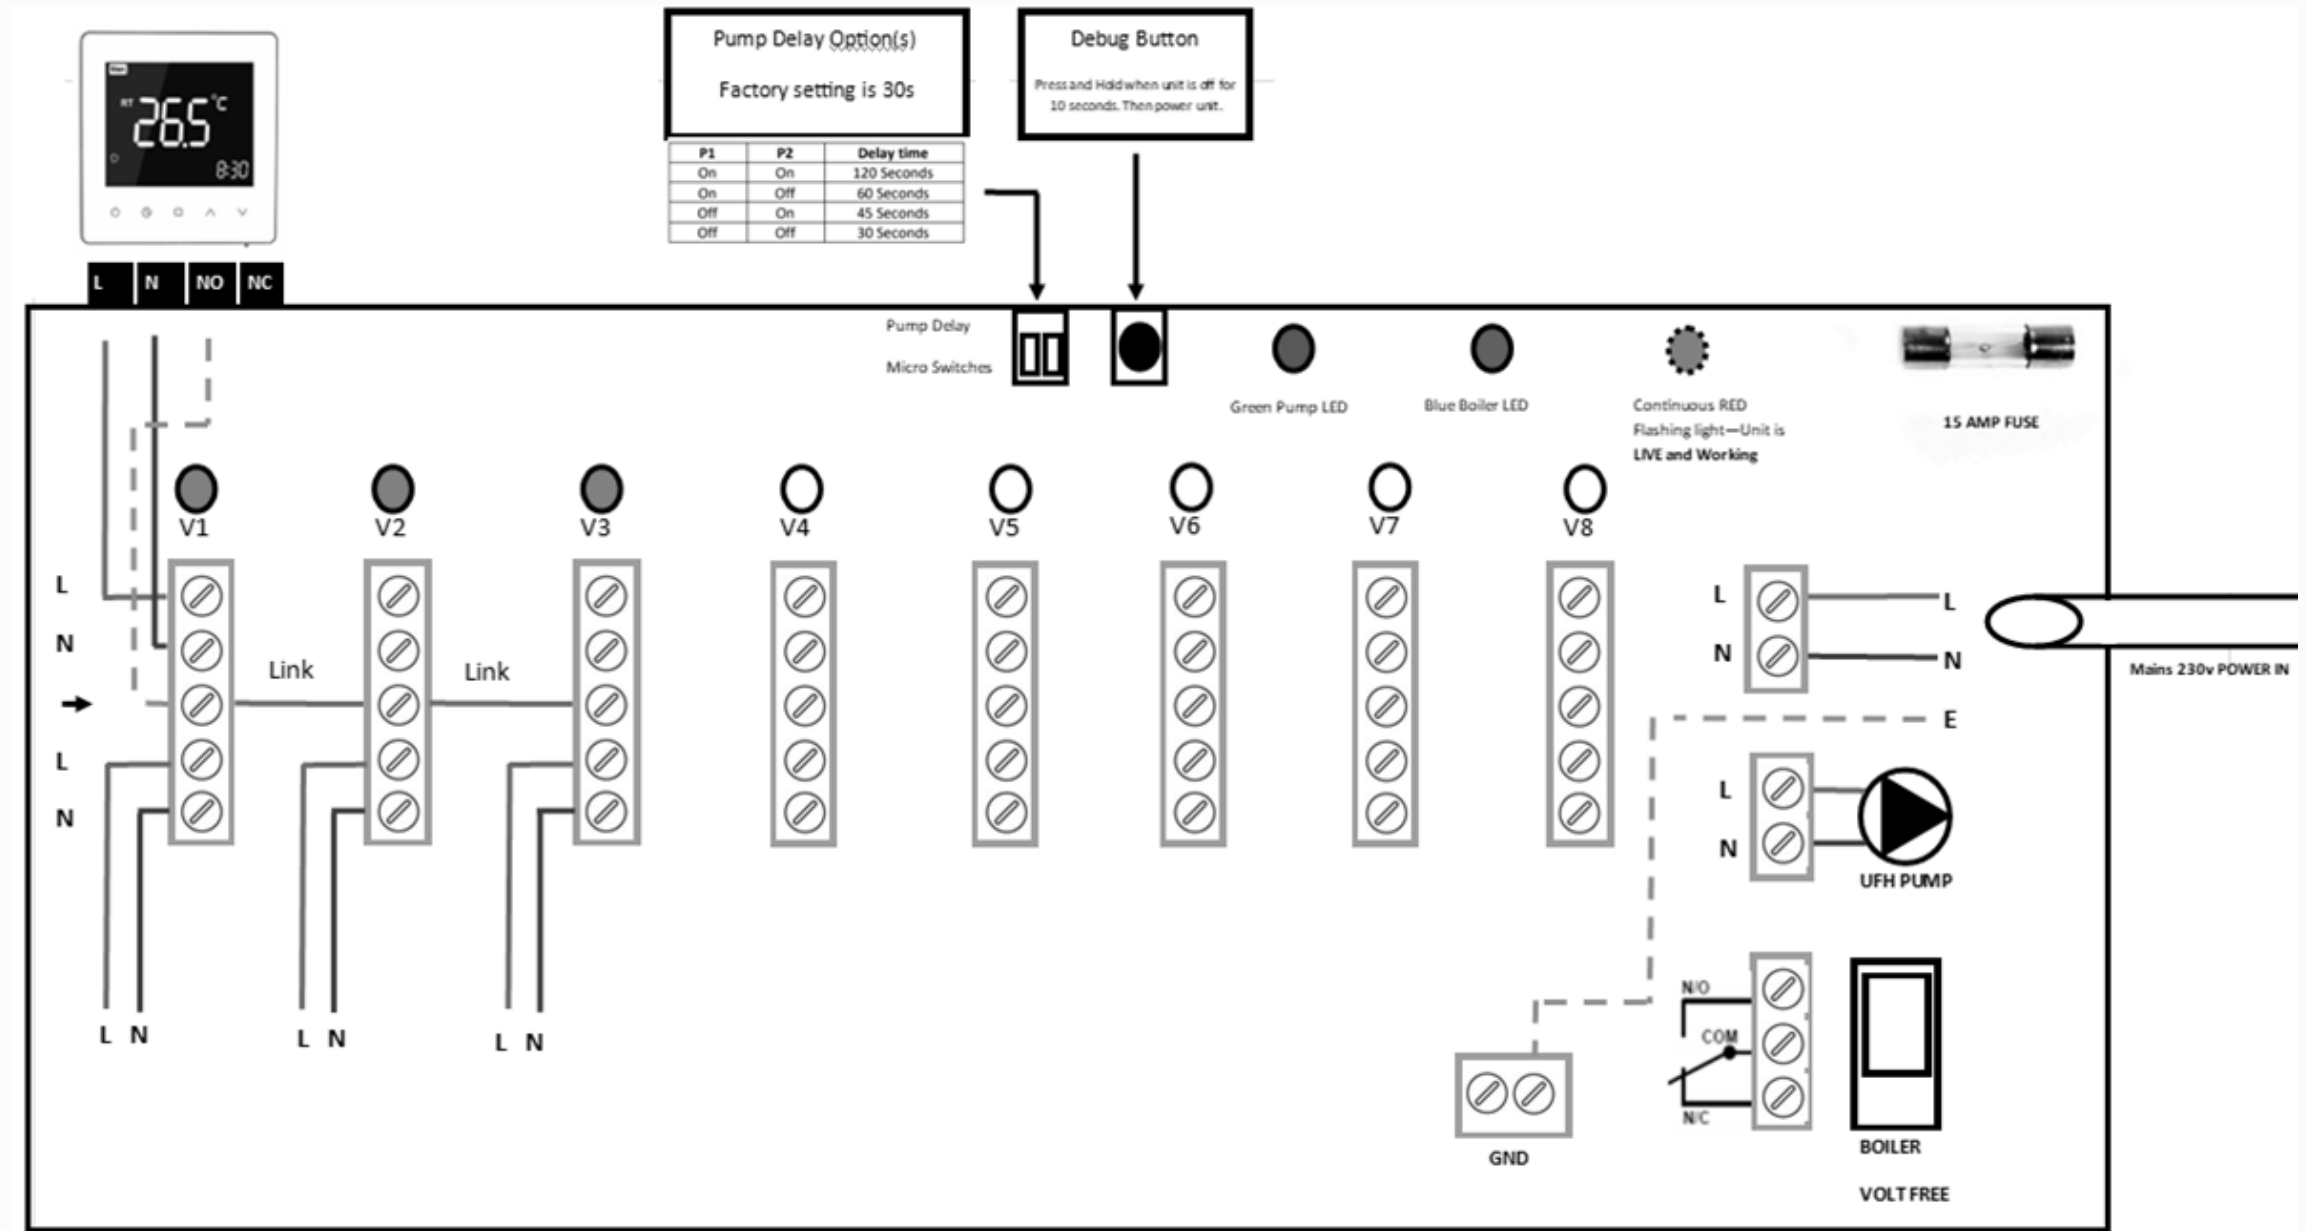 Pump Delay Option(s)
Factory setting is 30s
Debug Button
Press and Hold when unit is off for
10 seconds. Then power unit.
RT 26.5 °C
8:30
P1 P2 Delay time
On On 120 Seconds
On Off 60 Seconds
Off On 45 Seconds
Off Off 30 Seconds
L N NO NC
Pump Delay
Micro Switches
Green Pump LED
Blue Boiler LED
Continuous RED
Flashing light—Unit is
LIVE and Working
15 AMP FUSE
V1 V2 V3 V4 V5 V6 V7 V8
L
N
Link Link
L
N
L N
L N
L N
L L
N N
E
Mains 230v POWER IN
L
N
UFH PUMP
N/O
COM
N/C
GND
BOILER
VOLT FREE